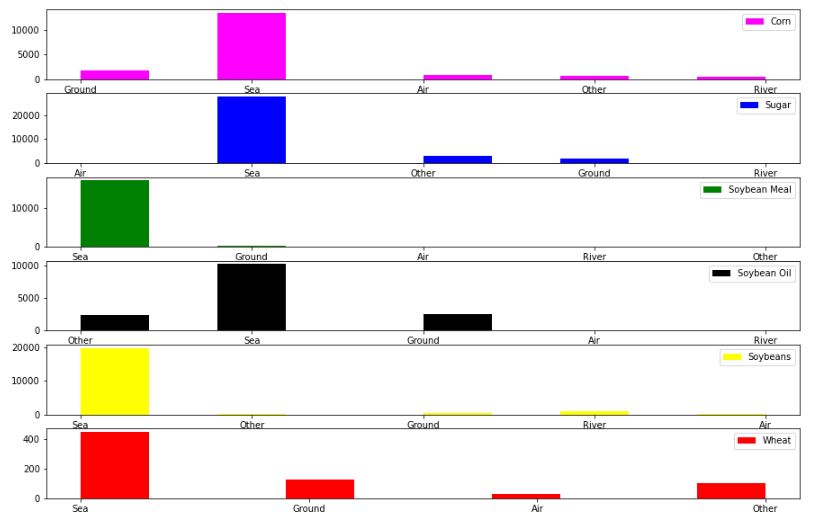 10000
5000
0
Corn
Ground Sea Air Other River
20000
10000
0
Sugar
Air Sea Other Ground River
10000
0
Soybean Meal
Sea Ground Air River Other
10000
5000
0
Soybean Oil
Other Sea Ground Air River
20000
10000
0
Soybeans
Sea Other Ground River Air
400
200
0
Wheat
Sea Ground Air Other